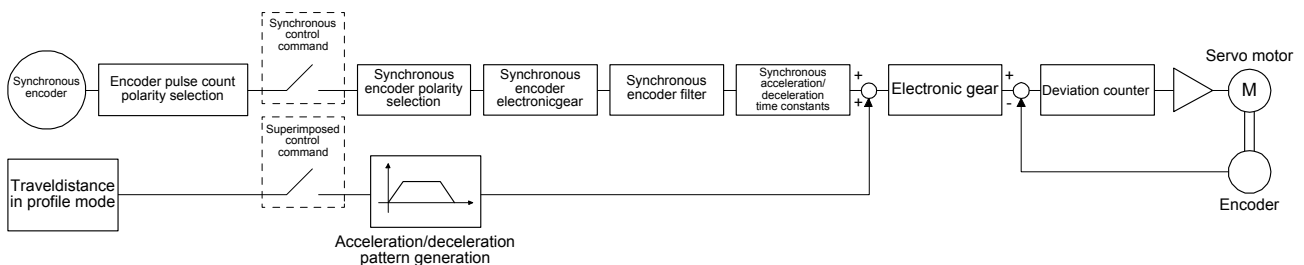 Synchronous
encoder
Encoder pulse count
polarity selection
Synchronous
control
command
Synchronous
encoder polarity
selection
Synchronous
encoder
electronicgear
Synchronous
encoder filter
Synchronous
acceleration/
deceleration
time constants
+
+
Electronic gear
+
-
Deviation counter
Servo motor
M
Encoder
Traveldistance
in profile mode
Superimposed
control
command
Acceleration/deceleration
pattern generation